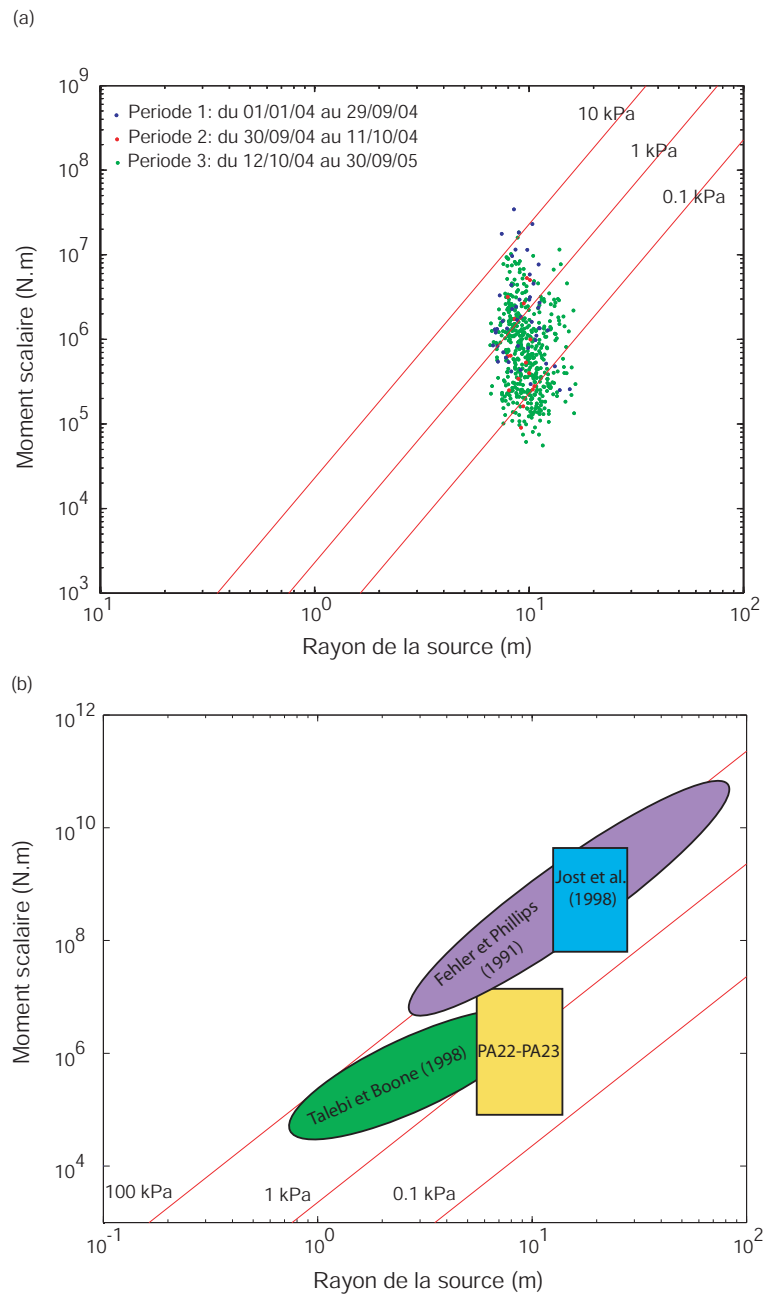 (a)
10^9
10^8
10^7
10^6
10^5
10^4
10^3
Moment scalaire (N.m)
Periode 1: du 01/01/04 au 29/09/04
Periode 2: du 30/09/04 au 11/10/04
Periode 3: du 12/10/04 au 30/09/05
10 kPa
1 kPa
0.1 kPa
10^1
10^0
10^1
10^2
Rayon de la source (m)
(b)
10^12
10^10
10^8
10^6
10^4
Moment scalaire (N.m)
Jost et al.
(1998)
Fehler et Phillips
(1991)
PA22-PA23
Talebi et Boone (1998)
100 kPa
1 kPa
0.1 kPa
10^-1
10^0
10^1
10^2
Rayon de la source (m)